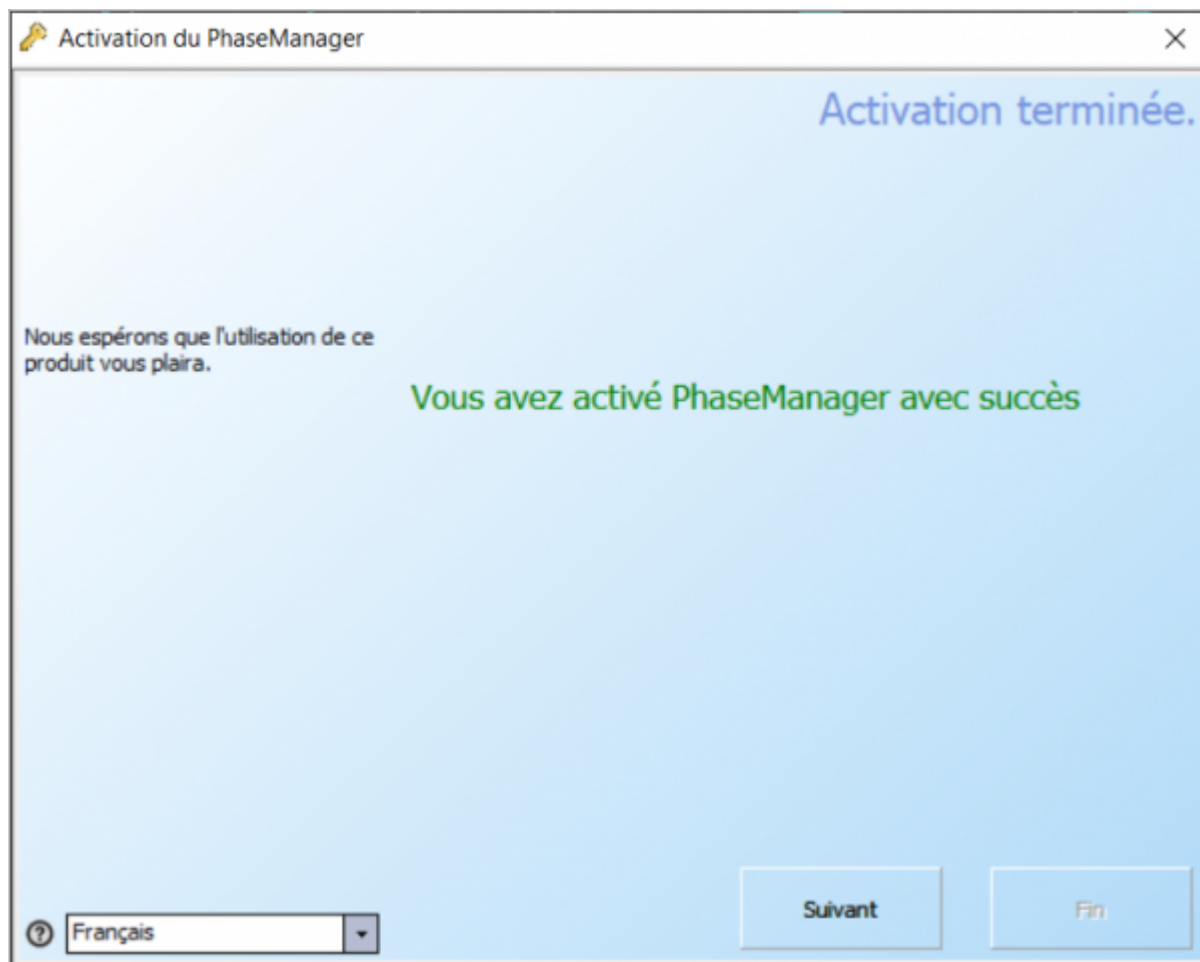 Activation du PhaseManager
Activation terminée.
Nous espérons que l'utilisation de ce
produit vous plaira.
Vous avez activé PhaseManager avec succès
Suivant
Fin
Français